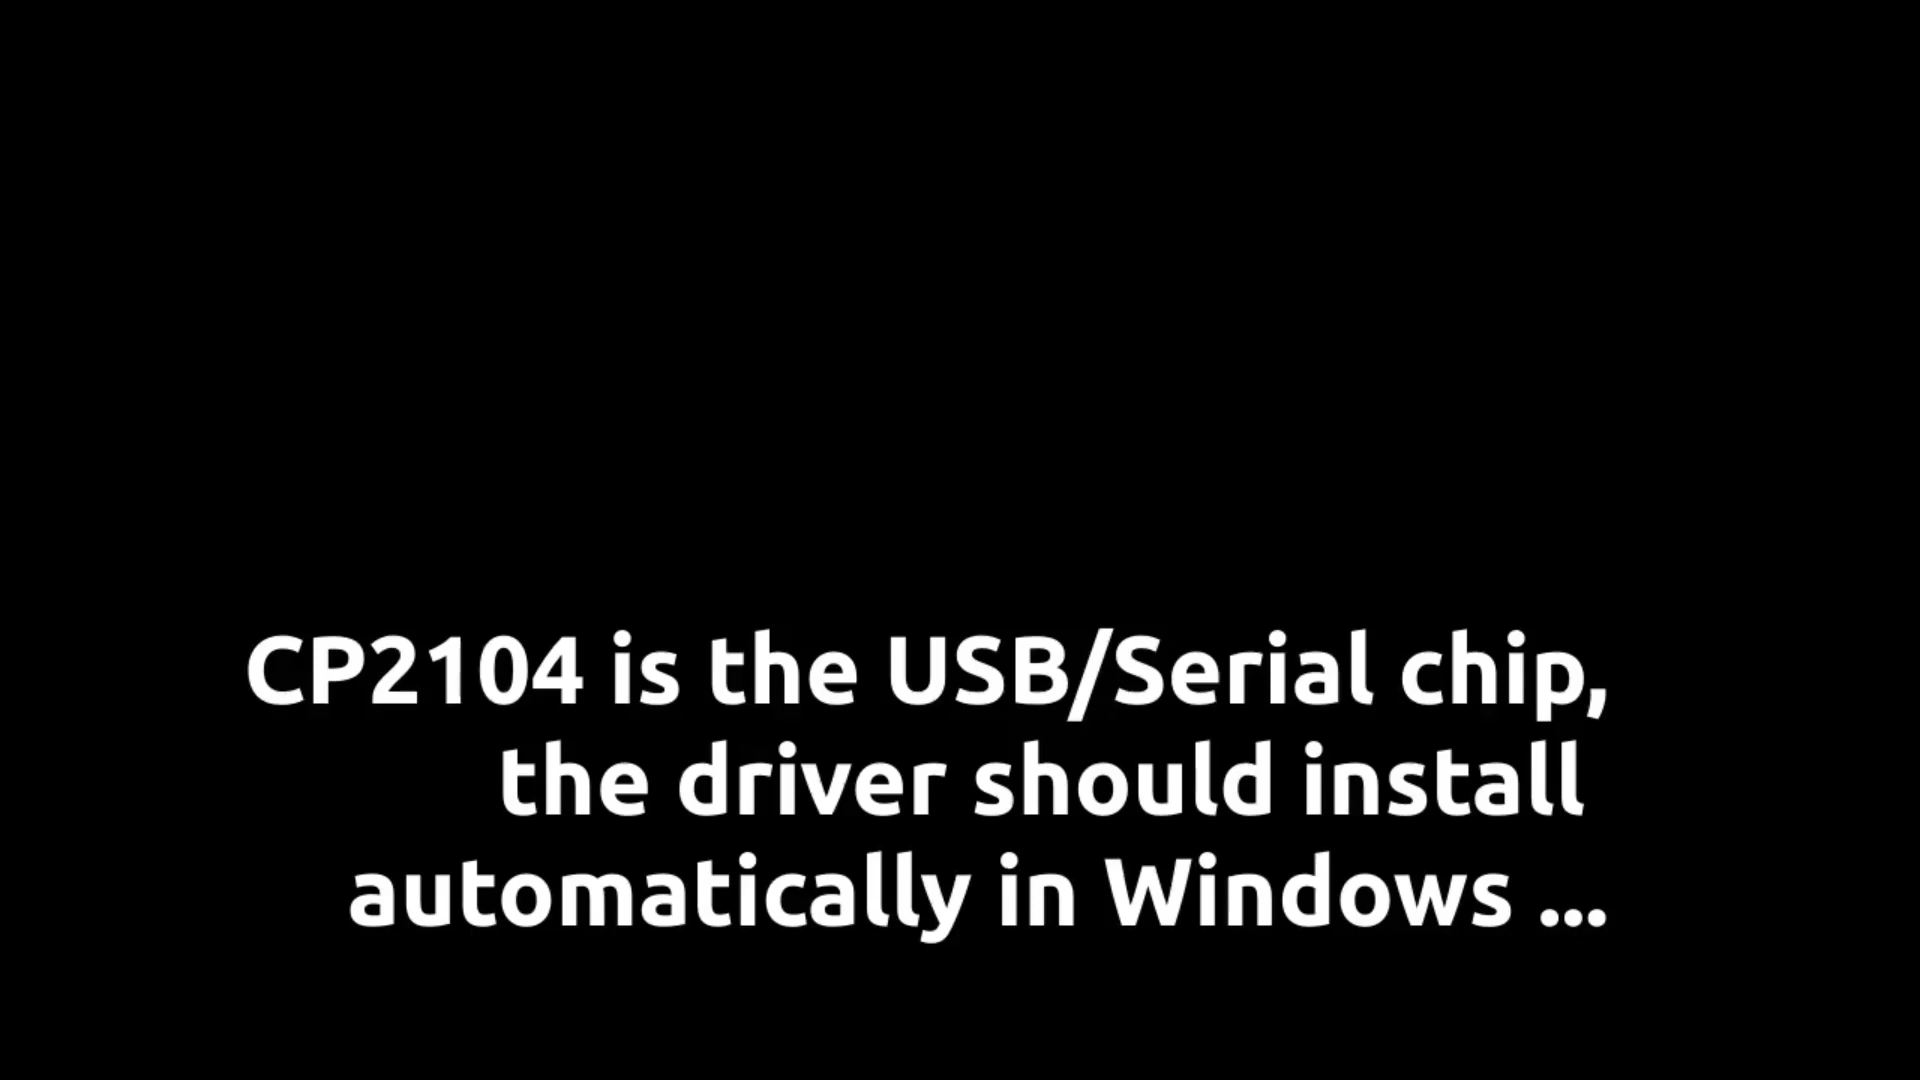 CP2104 is the USB/Serial chip,
the driver should install
automatically in Windows ...